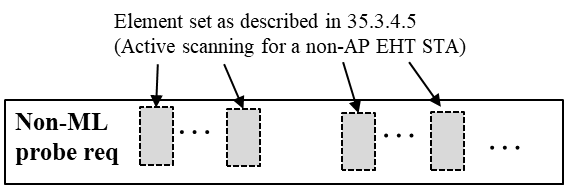 Element set as described in 35.3.4.5
(Active scanning for a non-AP EHT STA)
Non-ML
probe req
... ... ...